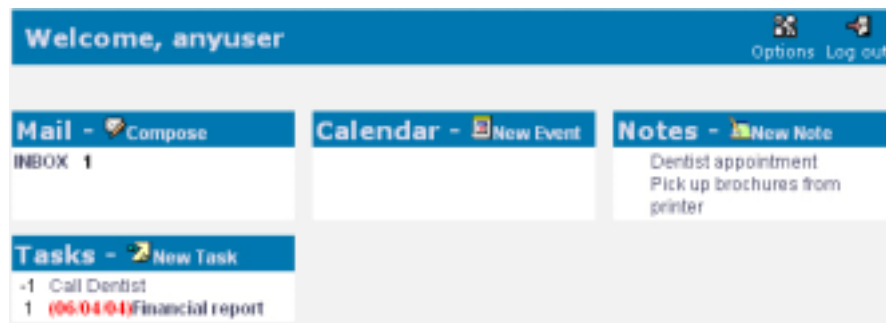 Welcome, anyuser
Options Log out
Mail - Compose
INBOX 1
Calendar - New Event
Notes - New Note
Dentist appointment
Pick up brochures from
printer
Tasks - New Task
-1 Call Dentist
1 (06/04/04)Financial report